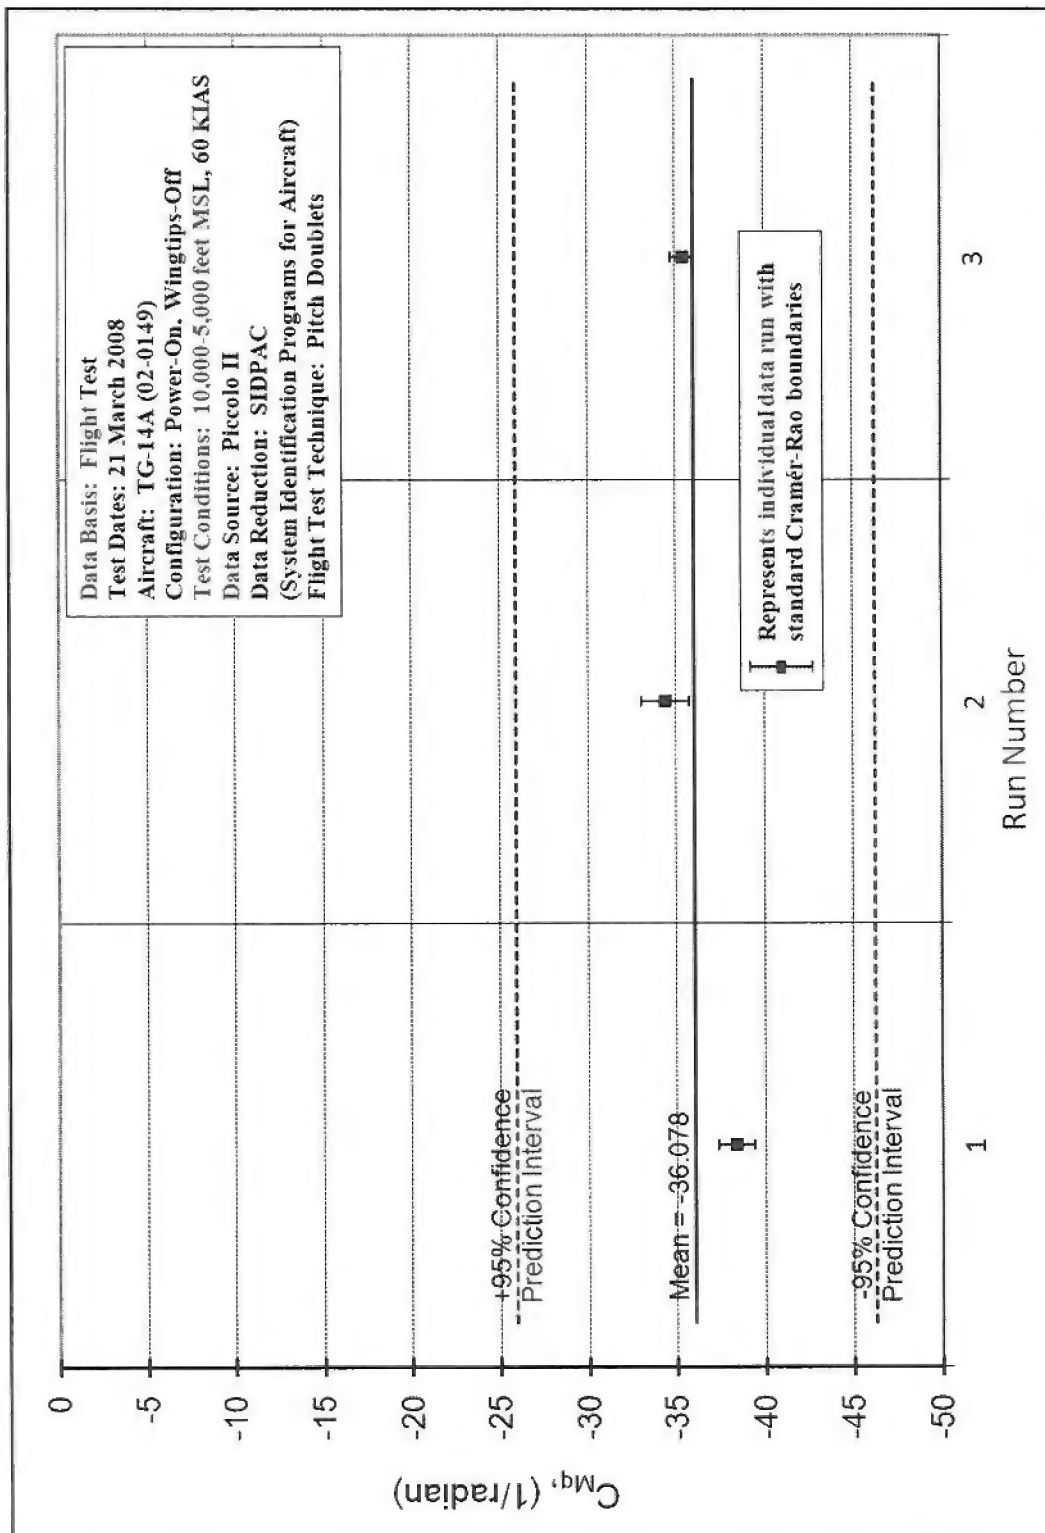 Data Basis: Flight Test
Test Dates: 21 March 2008
Aircraft: TG-14A (02-0149)
Configuration: Power-On. Wingtips-Off
Test Conditions: 10,000-5,000 feet MSL, 60 KIAS
Data Source: Piccolo II
Data Reduction: SIDPAC
(System Identification Programs for Aircraft)
Flight Test Technique: Pitch Doublets
0
-5
-10
-15
-20
-25
-30
-35
-40
-45
-50
CMq, (1/radian)
+95% Confidence
Prediction Interval
Mean = -36.078
-95% Confidence
Prediction Interval
Represents individual data run with
standard Cramér-Rao boundaries
1
2
3
Run Number